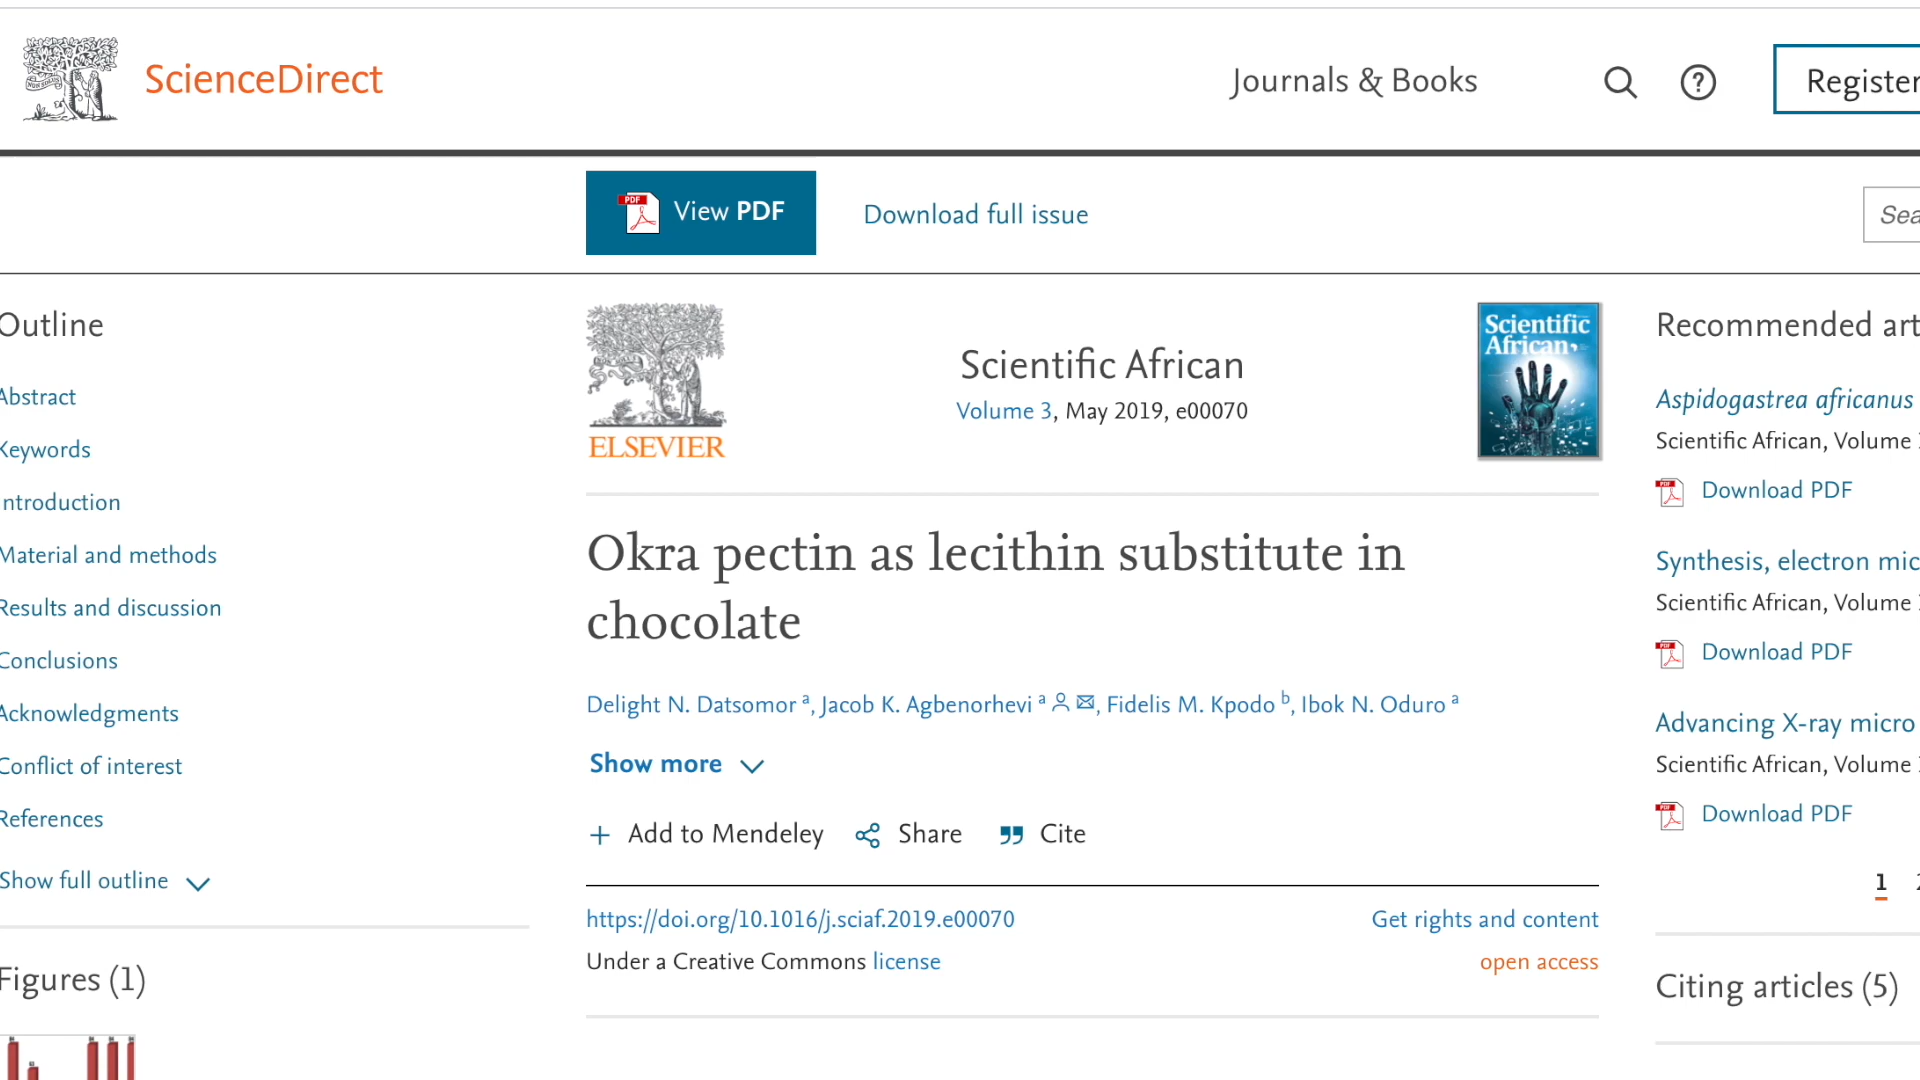 ScienceDirect
Journals & Books
Register
View PDF
Download full issue
Outline
Abstract
Keywords
Introduction
Material and methods
Results and discussion
Conclusions
Acknowledgments
Conflict of interest
References
Show full outline
Figures (1)
ELSEVIER
Scientific African
Volume 3, May 2019, e00070
Scientific
African
Okra pectin as lecithin substitute in
chocolate
Delight N. Datsomor a, Jacob K. Agbenorhevi a, Fidelis M. Kpodo b, Ibok N. Oduro a
Show more
Add to Mendeley
Share
Cite
https://doi.org/10.1016/j.sciaf.2019.e00070
Get rights and content
Under a Creative Commons license
open access
Recommended
Aspidogastrea africanus
Scientific African, Volume
PDF Download PDF
Synthesis, electron
Scientific African, Volume
PDF Download PDF
Advancing X-ray micro
Scientific African, Volume
PDF Download PDF
1
Citing articles (5)